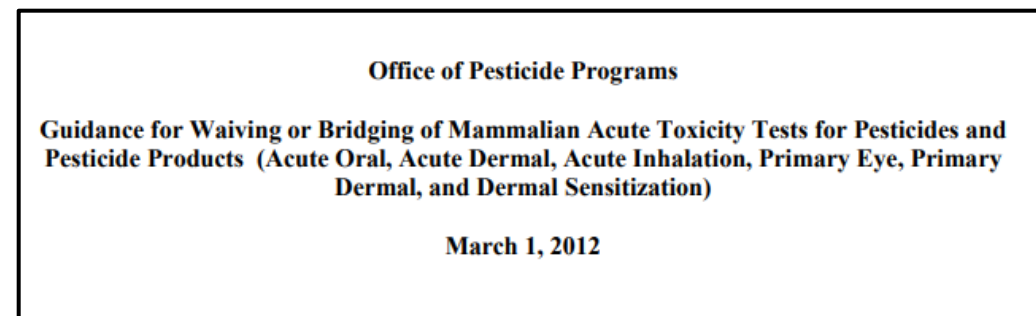 Office of Pesticide Programs
Guidance for Waiving or Bridging of Mammalian Acute Toxicity Tests for Pesticides and
Pesticide Products (Acute Oral, Acute Dermal, Acute Inhalation, Primary Eye, Primary
Dermal, and Dermal Sensitization)
March 1, 2012